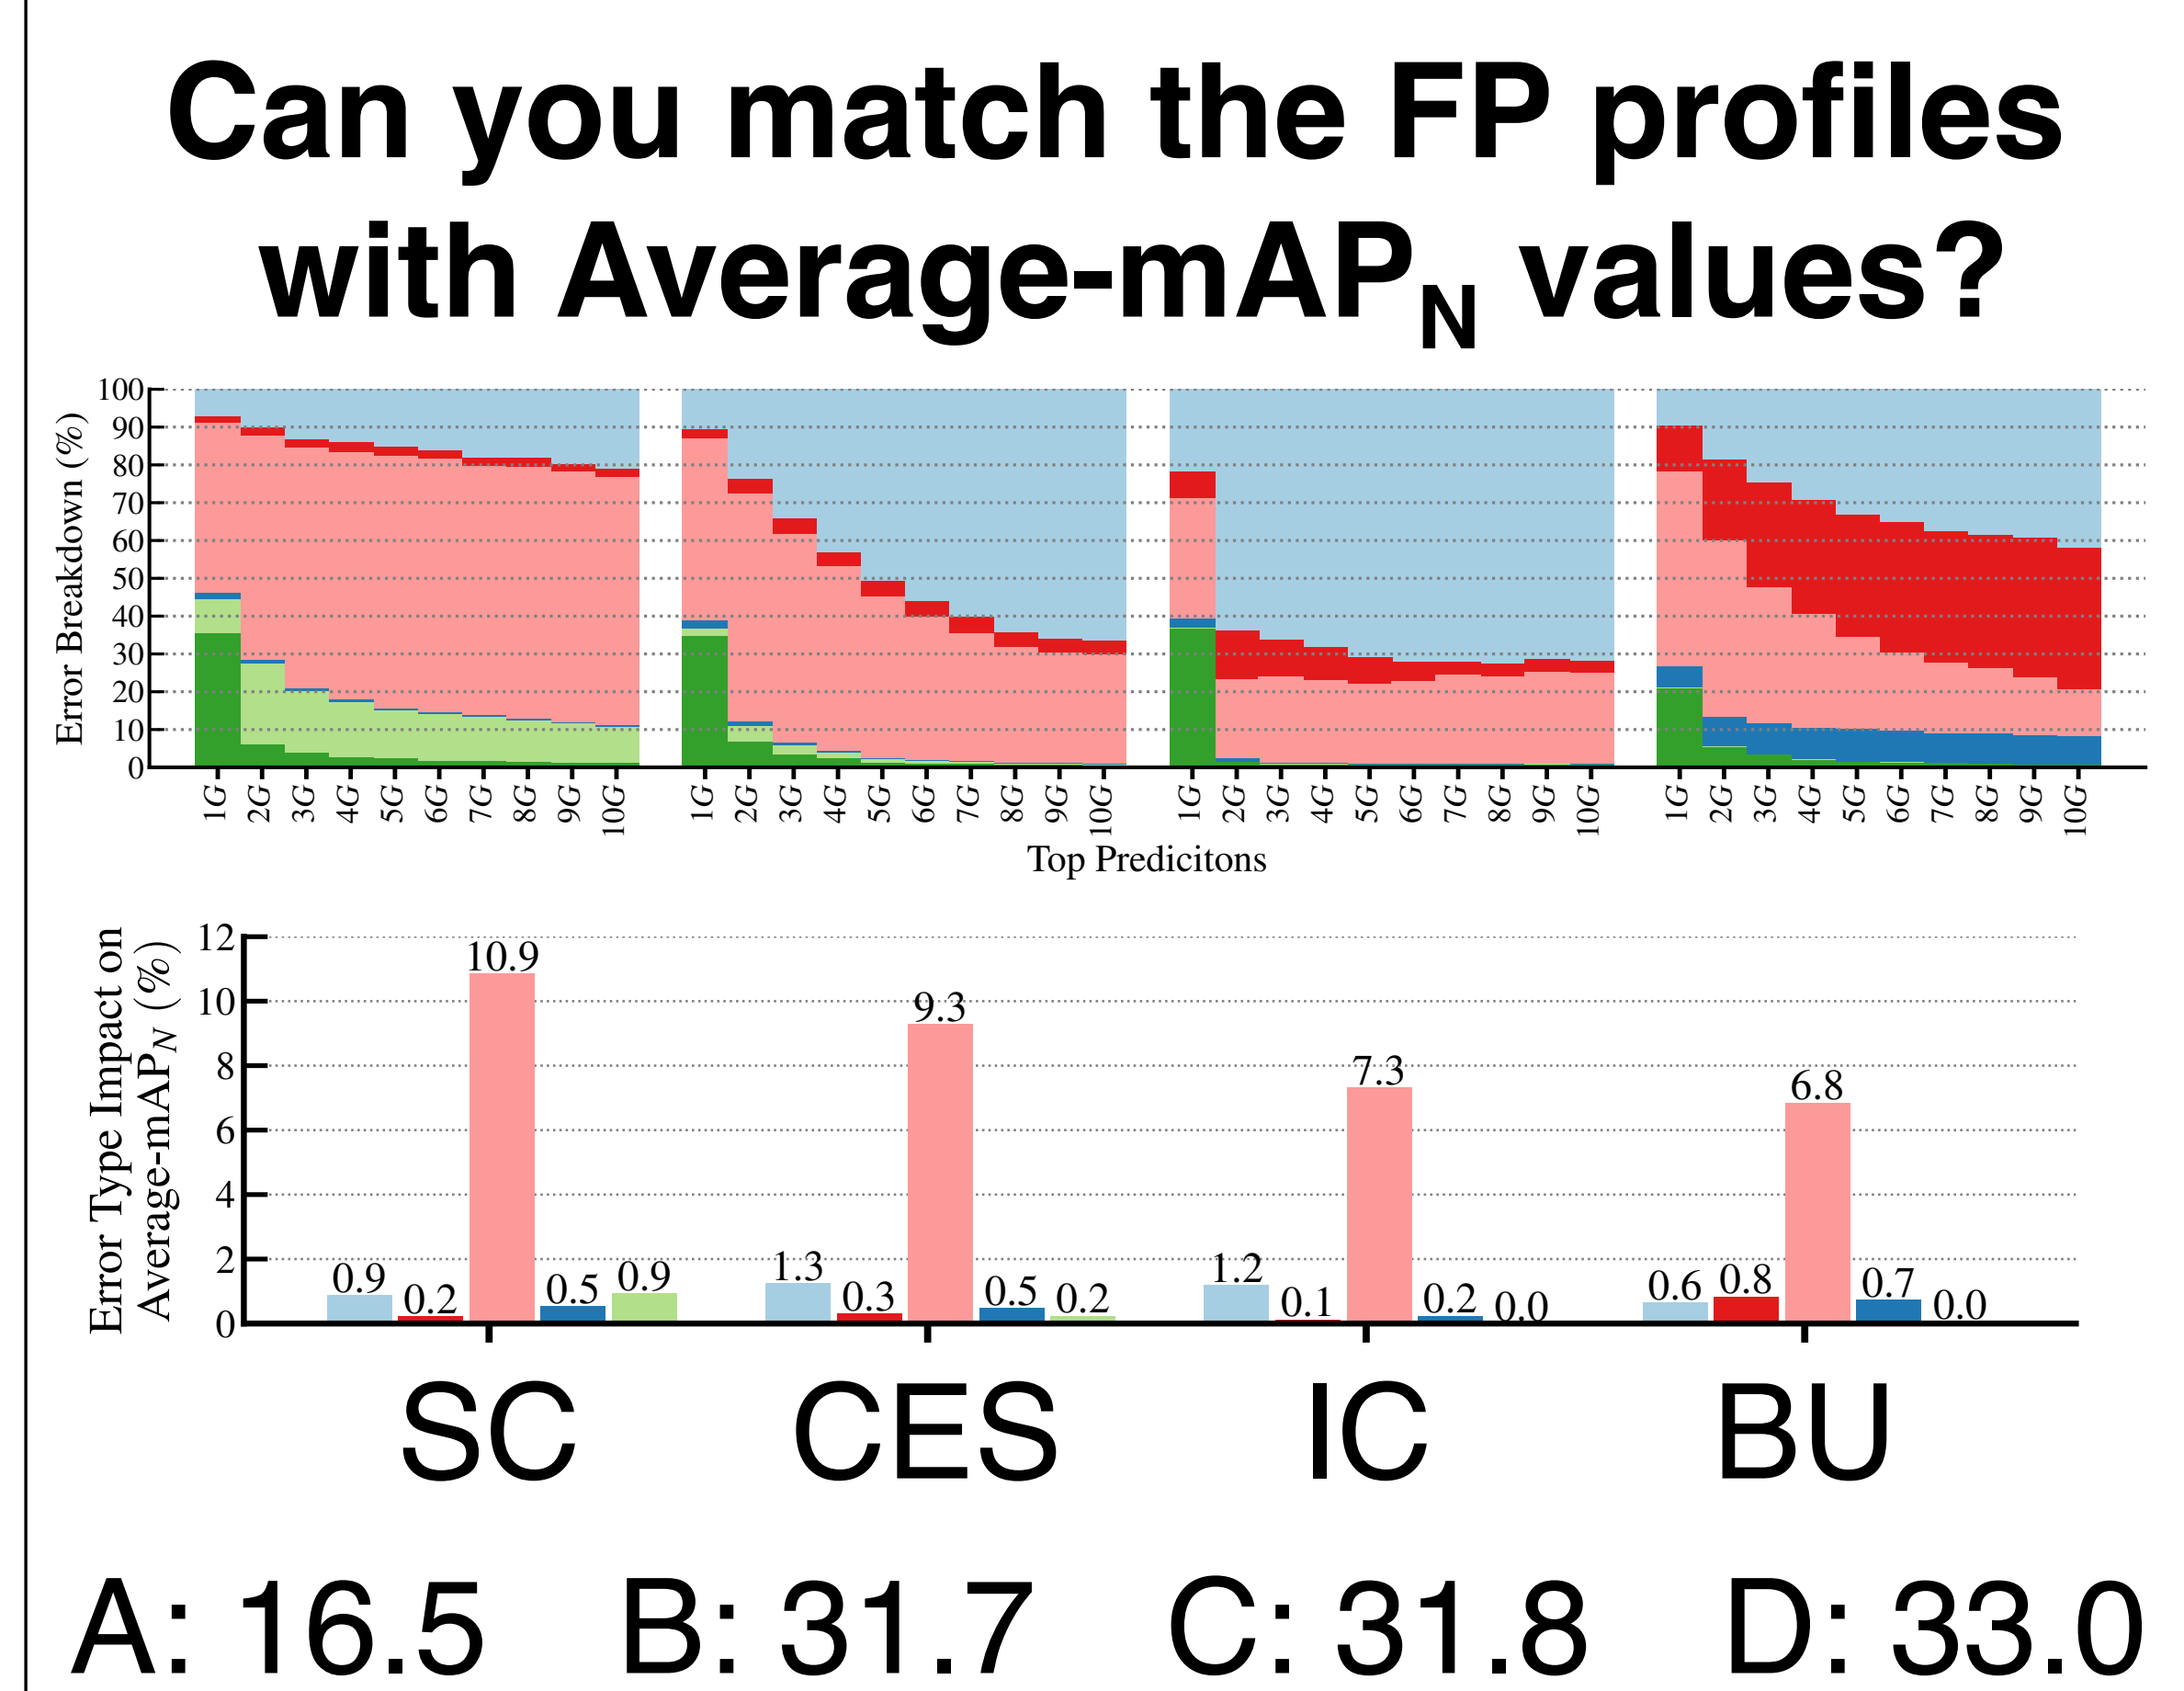 Can you match the FP profiles
with Average-mAP_N values?
Error Breakdown (%)
100
90
80
70
60
50
40
30
20
10
0
1G 2G 3G 4G 5G 6G 7G 8G 9G 10G 1G 2G 3G 4G 5G 6G 7G 8G 9G 10G 1G 2G 3G 4G 5G 6G 7G 8G 9G 10G 1G 2G 3G 4G 5G 6G 7G 8G 9G 10G
Top Predicitons
Error Type Impact on
Average-mAP_N (%)
12
10
8
6
4
2
0
0.9 0.2 10.9 0.5 0.9 1.3 0.3 9.3 0.5 0.2 1.2 0.1 7.3 0.2 0.0 0.6 0.8 6.8 0.7 0.0
SC CES IC BU
A: 16.5 B: 31.7 C: 31.8 D: 33.0